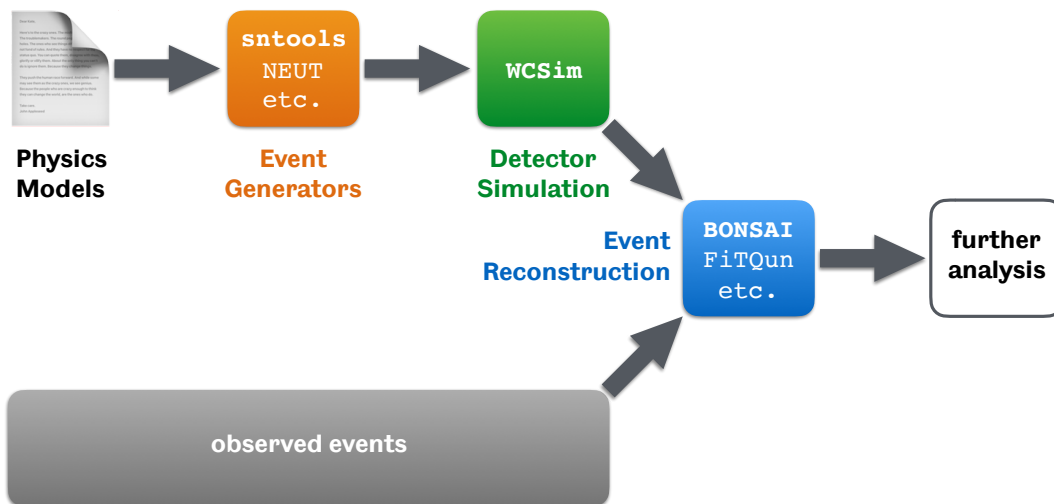 sntools
NEUT
etc.
WCSim
Physics
Models
Event
Generators
Detector
Simulation
Event
Reconstruction
BONSAI
FiTQun
etc.
further
analysis
observed events